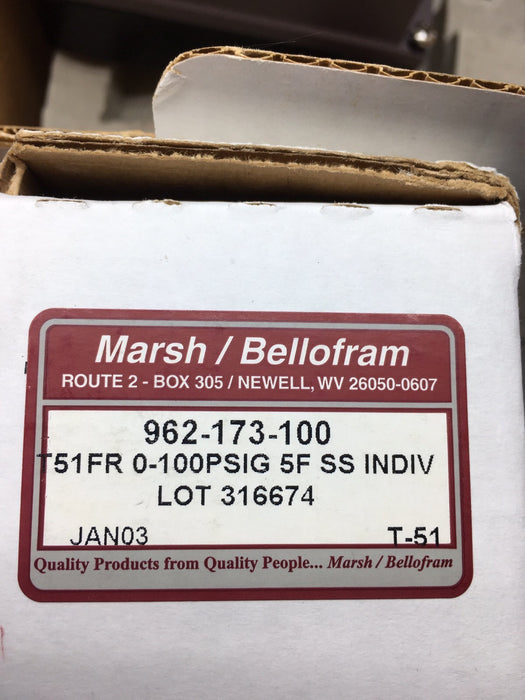 Marsh / Bellofram
ROUTE 2 - BOX 305 / NEWELL, WV 26050-0607
962-173-100
T51FR 0-100PSIG 5F SS INDIV
LOT 316674
JAN03 T-51
Quality Products from Quality People... Marsh / Bellofram